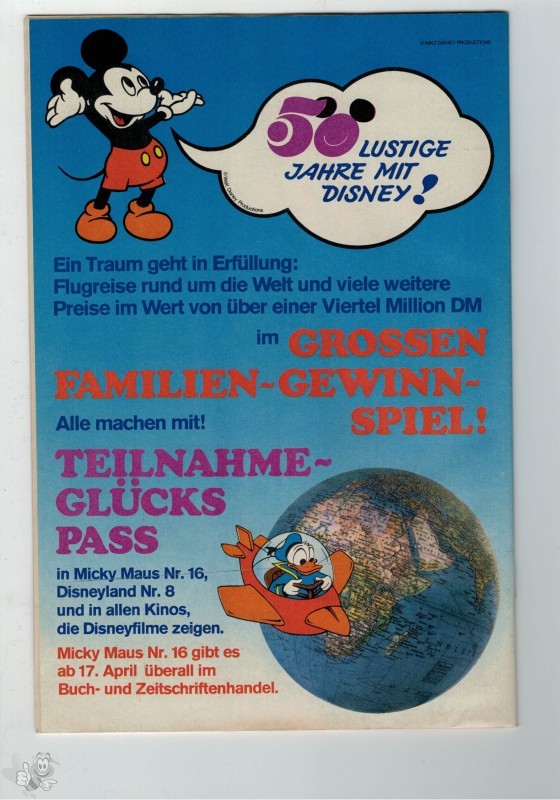 © WALT DISNEY PRODUCTIONS
50 LUSTIGE
JAHRE MIT
DISNEY!
© Walt Disney Productions
Ein Traum geht in Erfüllung:
Flugreise rund um die Welt und viele weitere
Preise im Wert von über einer Viertel Million DM
im GROSSEN
FAMILIEN-GEWINN-
SPIEL!
Alle machen mit!
TEILNAHME-
GLÜCKS
PASS
in Micky Maus Nr. 16,
Disneyland Nr. 8
und in allen Kinos,
die Disneyfilme zeigen.
Micky Maus Nr. 16 gibt es
ab 17. April überall im
Buch- und Zeitschriftenhandel.